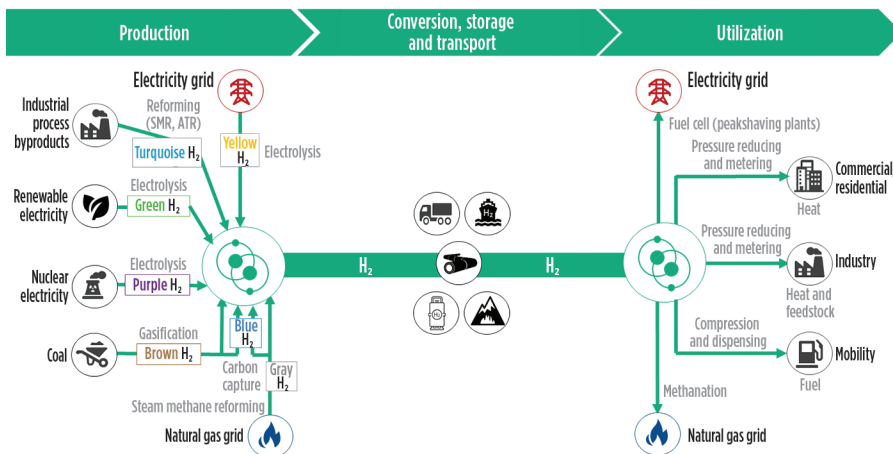 Production
Conversion, storage
and transport
Utilization
Electricity grid
Industrial
process
byproducts
Reforming
(SMR, ATR)
Turquoise H₂
Yellow
H₂
Electrolysis
Renewable
electricity
Electrolysis
Green H₂
Nuclear
electricity
Electrolysis
Purple H₂
Coal
Gasification
Brown H₂
Blue
H₂
Carbon
capture
Gray
H₂
Steam methane reforming
Natural gas grid
H₂
H₂
H₂
H₂
Electricity grid
Fuel cell (peakshaving plants)
Pressure reducing
and metering
Commercial
residential
Heat
Pressure reducing
and metering
Industry
Heat and
feedstock
Compression
and dispensing
Mobility
Fuel
Methanation
Natural gas grid